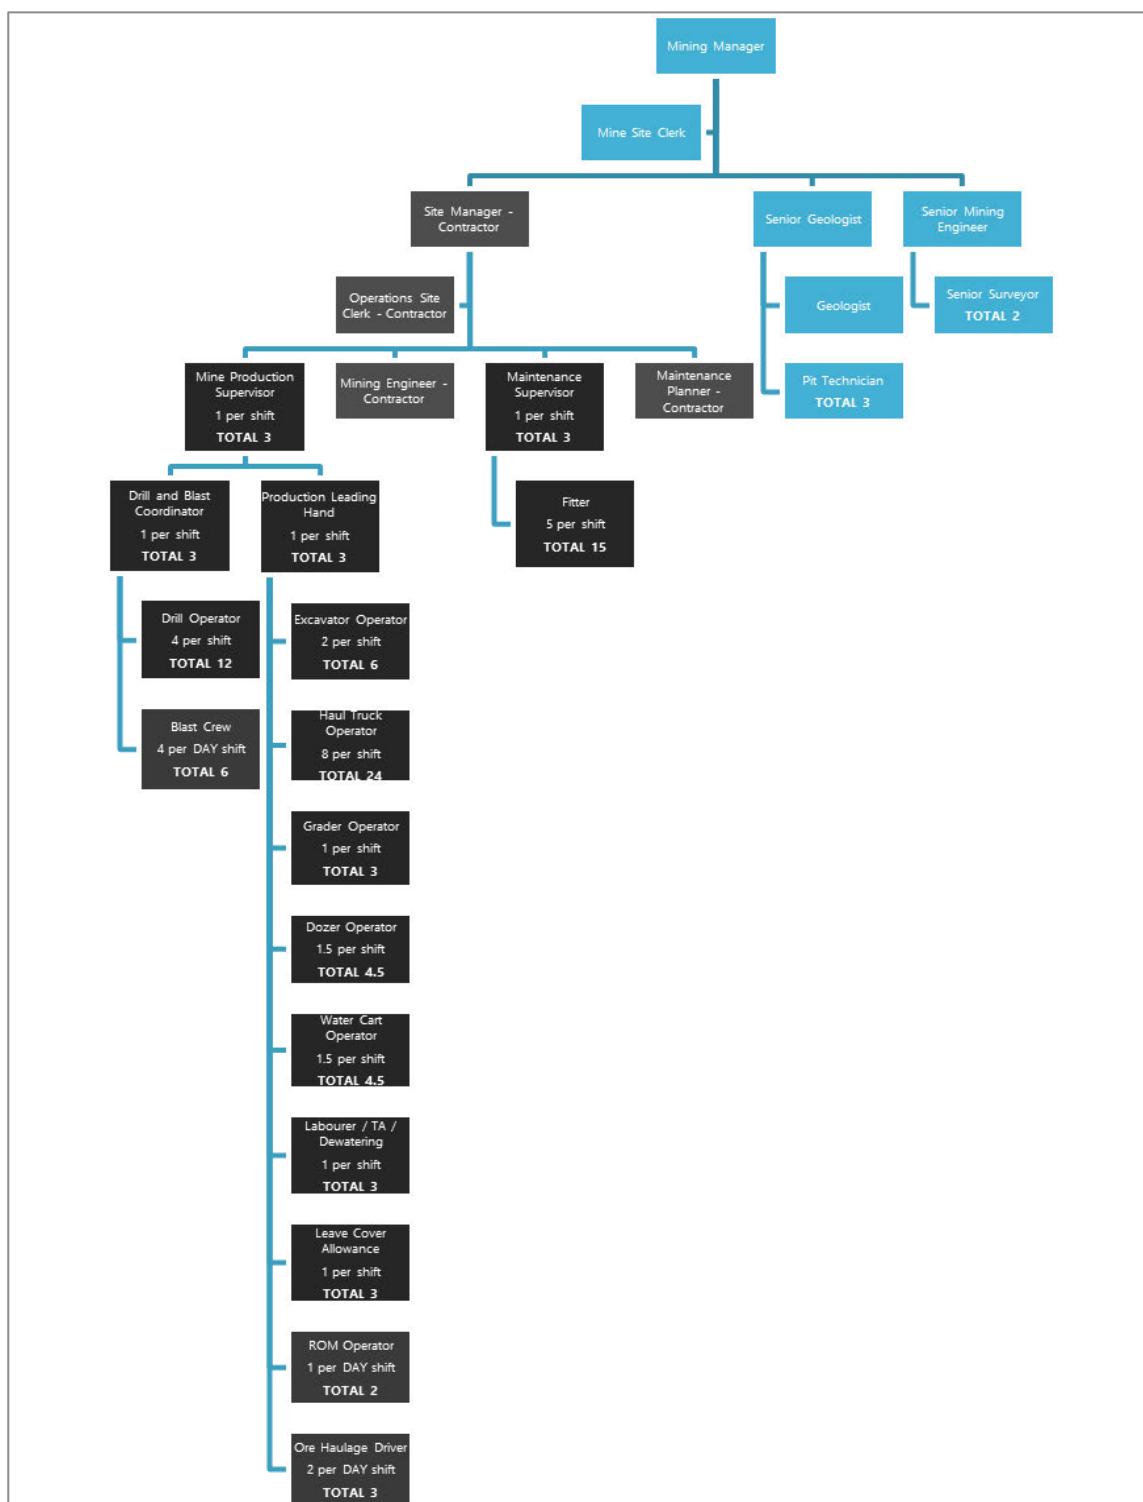 Mining Manager
Mine Site Clerk
Site Manager -
Contractor
Senior Geologist
Senior Mining
Engineer
Operations Site
Clerk - Contractor
Geologist
Senior Surveyor
TOTAL 2
Mine Production
Supervisor
1 per shift
TOTAL 3
Mining Engineer -
Contractor
Maintenance
Supervisor
1 per shift
TOTAL 3
Maintenance
Planner -
Contractor
Pit Technician
TOTAL 3
Drill and Blast
Coordinator
1 per shift
TOTAL 3
Production Leading
Hand
1 per shift
TOTAL 3
Fitter
5 per shift
TOTAL 15
Drill Operator
4 per shift
TOTAL 12
Excavator Operator
2 per shift
TOTAL 6
Blast Crew
4 per DAY shift
TOTAL 6
Haul Truck
Operator
8 per shift
TOTAL 24
Grader Operator
1 per shift
TOTAL 3
Dozer Operator
1.5 per shift
TOTAL 4.5
Water Cart
Operator
1.5 per shift
TOTAL 4.5
Labourer / TA /
Dewatering
1 per shift
TOTAL 3
Leave Cover
Allowance
1 per shift
TOTAL 3
ROM Operator
1 per DAY shift
TOTAL 2
Ore Haulage Driver
2 per DAY shift
TOTAL 3